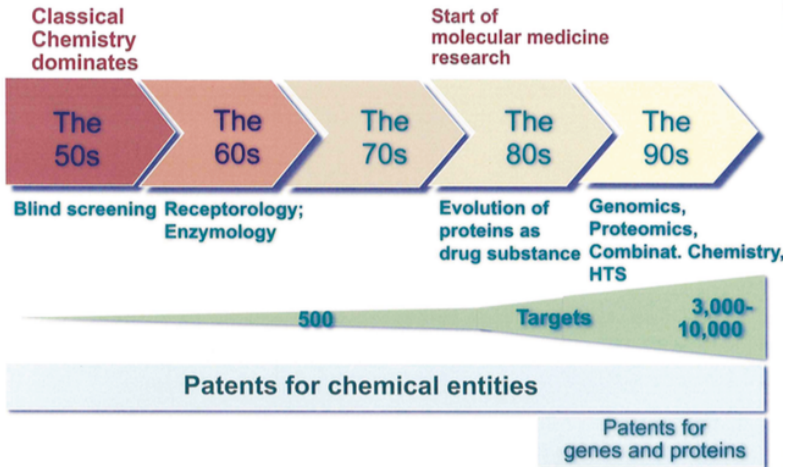 Classical
Chemistry
dominates
Start of
molecular medicine
research
The
50s
The
60s
The
70s
The
80s
The
90s
Blind screening
Receptorology;
Enzymology
Evolution of
proteins as
drug substance
Genomics,
Proteomics,
Combinat. Chemistry,
HTS
500
Targets
3,000-
10,000
Patents for chemical entities
Patents for
genes and proteins